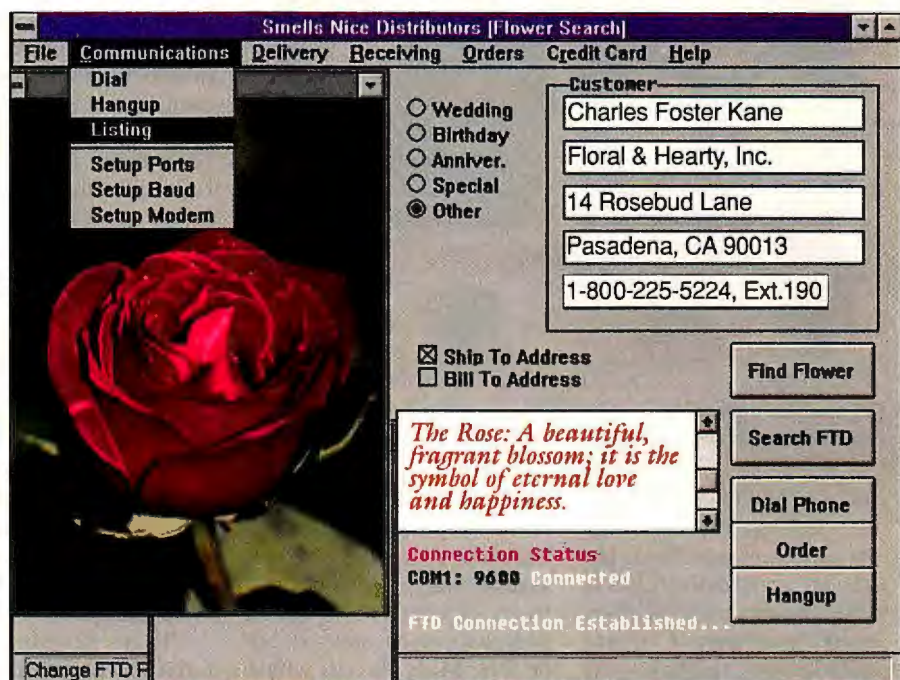 Smells Nice Distributors [Flower Search]
File Communications Delivery Receiving Orders Credit Card Help
Dial
Hangup
Listing
Setup Ports
Setup Baud
Setup Modem
Wedding
Birthday
Anniver.
Special
Other
Customer
Charles Foster Kane
Floral & Hearty, Inc.
14 Rosebud Lane
Pasadena, CA 90013
1-800-225-5224, Ext.190
Ship To Address
Bill To Address
Find Flower
Search FTD
Dial Phone
Order
Hangup
The Rose: A beautiful,
fragrant blossom; it is the
symbol of eternal love
and happiness.
Connection Status
COM1: 9600 Connected
FTD Connection Established...
Change FTD P